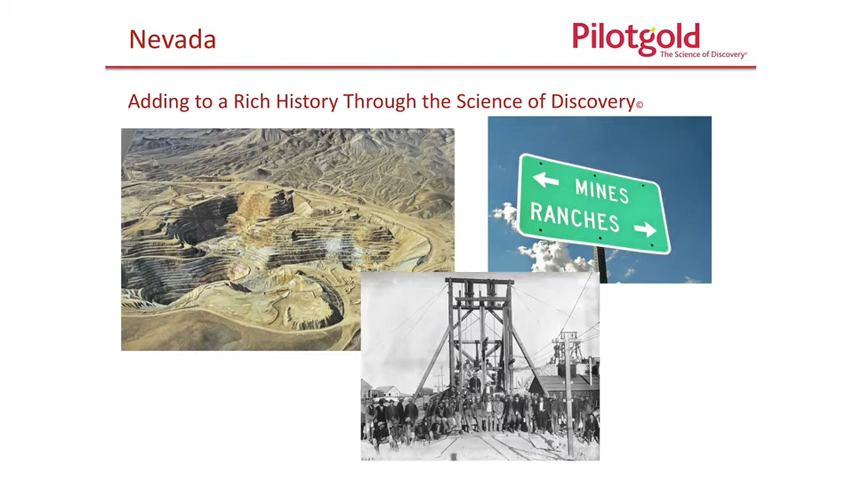 Nevada
Pilotgold
The Science of Discovery
Adding to a Rich History Through the Science of Discovery©
MINES
RANCHES